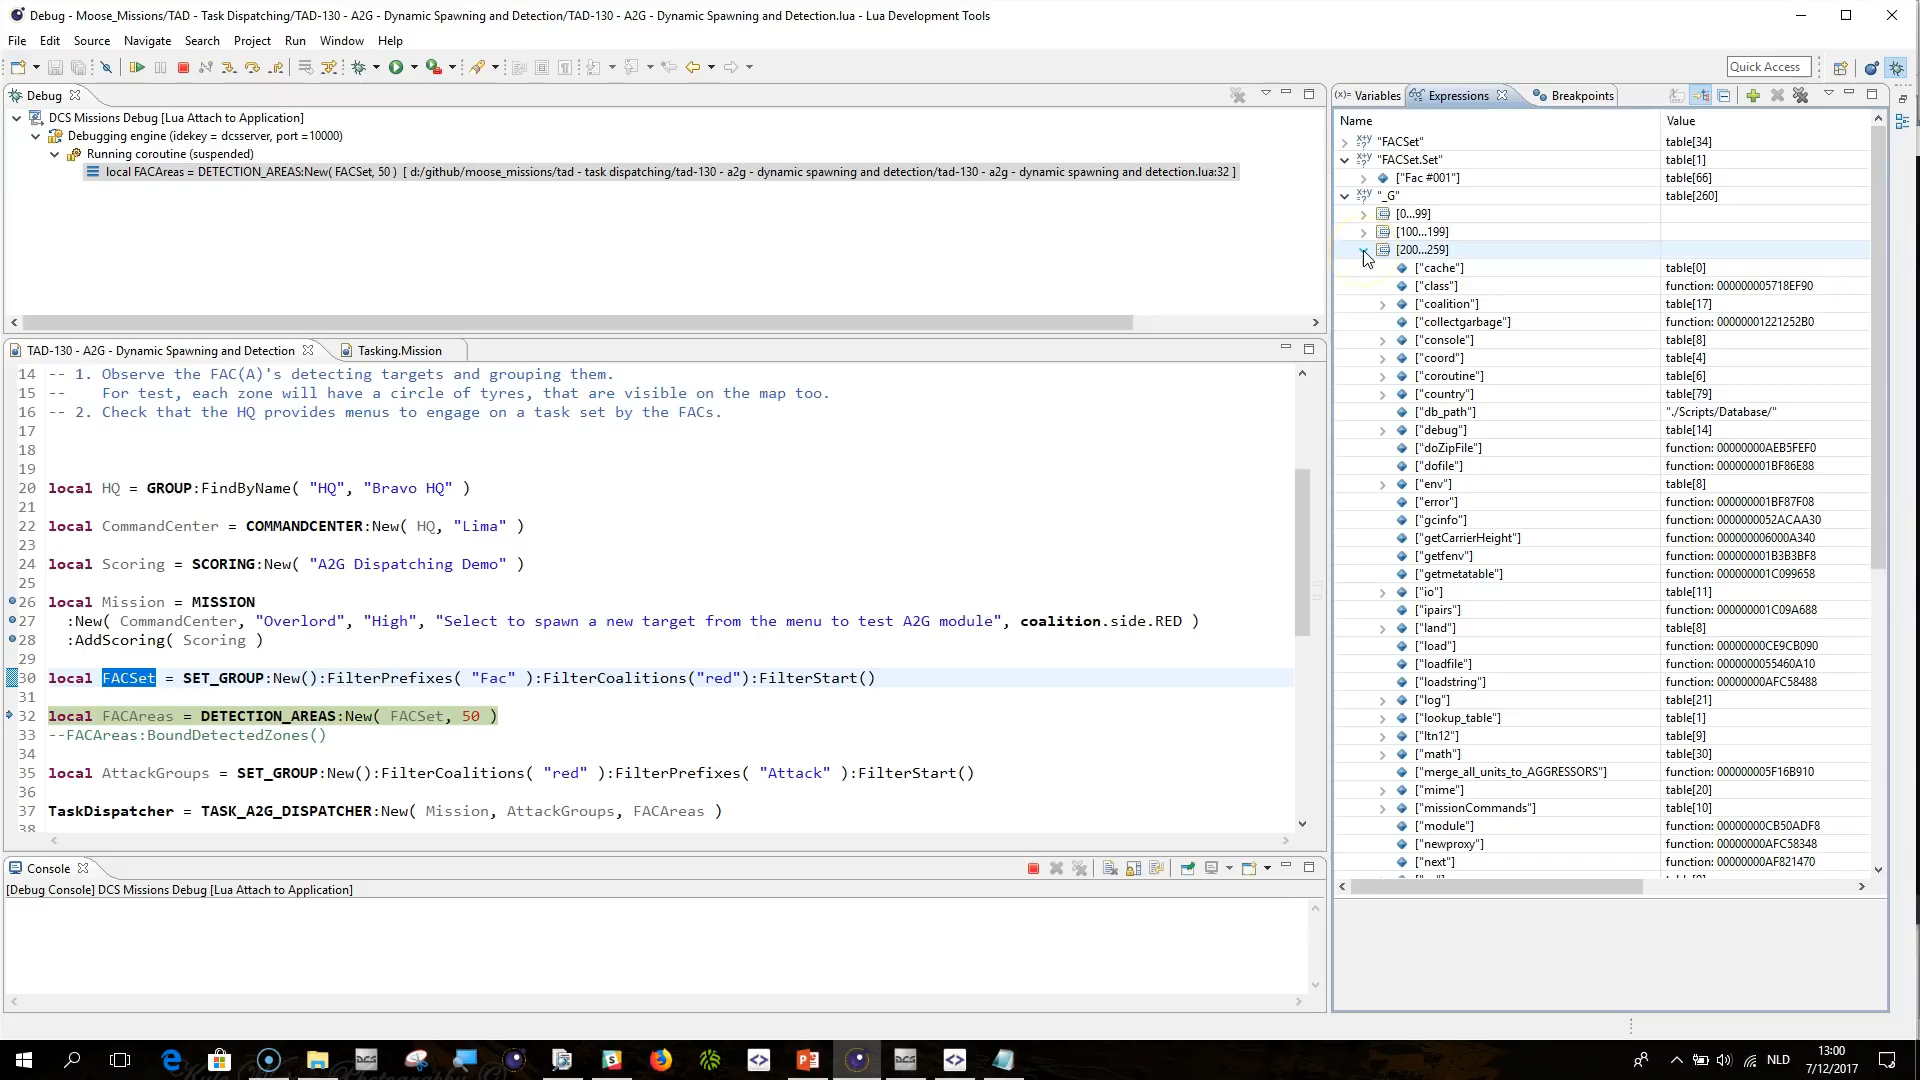 Debug - Moose_Missions/TAD - Task Dispatching/TAD-130 - A2G - Dynamic Spawning and Detection/TAD-130 - A2G - Dynamic Spawning and Detection.lua - Lua Development Tools
File Edit Source Navigate Search Project Run Window Help
Quick Access
Debug
DCS Missions Debug [Lua Attach to Application]
Debugging engine (idekey = dcsserver, port =10000)
Running coroutine (suspended)
local FACAreas = DETECTION_AREAS:New( FACSet, 50 ) [ d:/github/moose_missions/tad - task dispatching/tad-130 - a2g - dynamic spawning and detection/tad-130 - a2g - dynamic spawning and detection.lua:32 ]
TAD-130 - A2G - Dynamic Spawning and Detection Tasking.Mission
14 -- 1. Observe the FAC(A)'s detecting targets and grouping them.
15 -- For test, each zone will have a circle of tyres, that are visible on the map too.
16 -- 2. Check that the HQ provides menus to engage on a task set by the FACs.
17
18
19
20 local HQ = GROUP:FindByName( "HQ", "Bravo HQ" )
21
22 local CommandCenter = COMMANDCENTER:New( HQ, "Lima" )
23
24 local Scoring = SCORING:New( "A2G Dispatching Demo" )
25
26 local Mission = MISSION
27 :New( CommandCenter, "Overlord", "High", "Select to spawn a new target from the menu to test A2G module", coalition.side.RED )
28 :AddScoring( Scoring )
29
30 local FACSet = SET_GROUP:New():FilterPrefixes( "Fac" ):FilterCoalitions("red"):FilterStart()
31
32 local FACAreas = DETECTION_AREAS:New( FACSet, 50 )
33 --FACAreas:BoundDetectedZones()
34
35 local AttackGroups = SET_GROUP:New():FilterCoalitions( "red" ):FilterPrefixes( "Attack" ):FilterStart()
36
37 TaskDispatcher = TASK_A2G_DISPATCHER:New( Mission, AttackGroups, FACAreas )
38
Console
[Debug Console] DCS Missions Debug [Lua Attach to Application]
(x)= Variables Expressions Breakpoints
Name Value
"FACSet" table[34]
"FACSet.Set" table[1]
["Fac #001"] table[66]
"_G" table[260]
[0...99]
[100...199]
[200...259]
["cache"] table[0]
["class"] function: 000000005718EF90
["coalition"] table[17]
["collectgarbage"] function: 00000001221252B0
["console"] table[8]
["coord"] table[4]
["coroutine"] table[6]
["country"] table[79]
["db_path"] "./Scripts/Database/"
["debug"] table[14]
["doZipFile"] function: 00000000AEB5FEF0
["dofile"] function: 000000001BF86E88
["env"] table[8]
["error"] function: 000000001BF87F08
["gcinfo"] function: 0000000052ACAA30
["getCarrierHeight"] function: 000000006000A340
["getfenv"] function: 000000001B3B3BF8
["getmetatable"] function: 000000001C099658
["io"] table[11]
["ipairs"] function: 000000001C09A688
["land"] table[8]
["load"] function: 00000000CE9CB090
["loadfile"] function: 0000000055460A10
["loadstring"] function: 00000000AFC58488
["log"] table[21]
["lookup_table"] table[1]
["ltn12"] table[9]
["math"] table[30]
["merge_all_units_to_AGGRESSORS"] function: 000000005F16B910
["mime"] table[20]
["missionCommands"] table[10]
["module"] function: 00000000CB50ADF8
["newproxy"] function: 00000000AFC58348
["next"] function: 00000000AF821470
DCS
DCS
NLD
13:00
7/12/2017